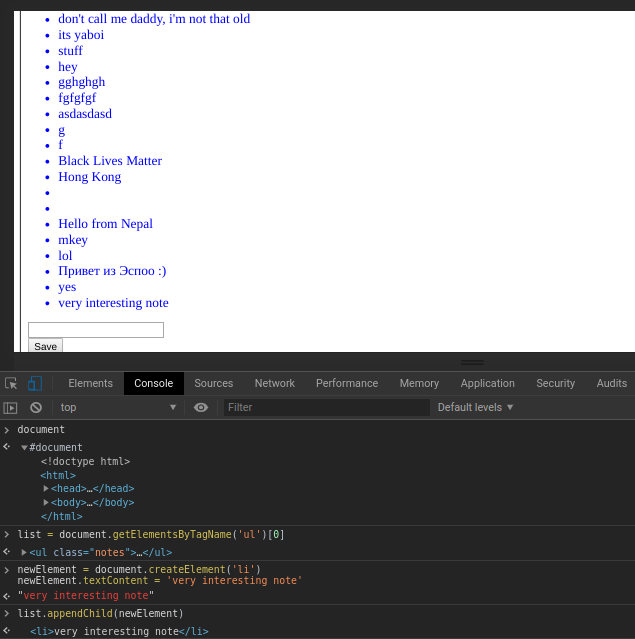 don't call me daddy, i'm not that old
its yaboi
stuff
hey
gghghgh
fgfgfgf
asdasdasd
g
f
Black Lives Matter
Hong Kong
Hello from Nepal
mkey
lol
Привет из Эспоо :)
yes
very interesting note
Save
Elements Console Sources Network Performance Memory Application Security Audits
top Filter Default levels
document
#document
<!doctype html>
<html>
<head>…</head>
<body>…</body>
</html>
list = document.getElementsByTagName('ul')[0]
<ul class="notes">…</ul>
newElement = document.createElement('li')
newElement.textContent = 'very interesting note'
"very interesting note"
list.appendChild(newElement)
<li>very interesting note</li>